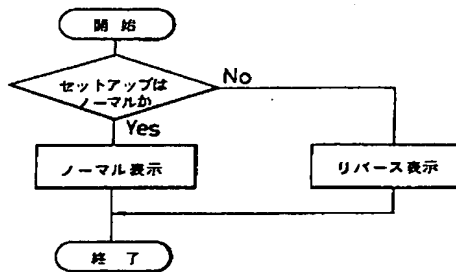 開始
セットアップは
ノーマルか
No
Yes
ノーマル表示
リバース表示
終了